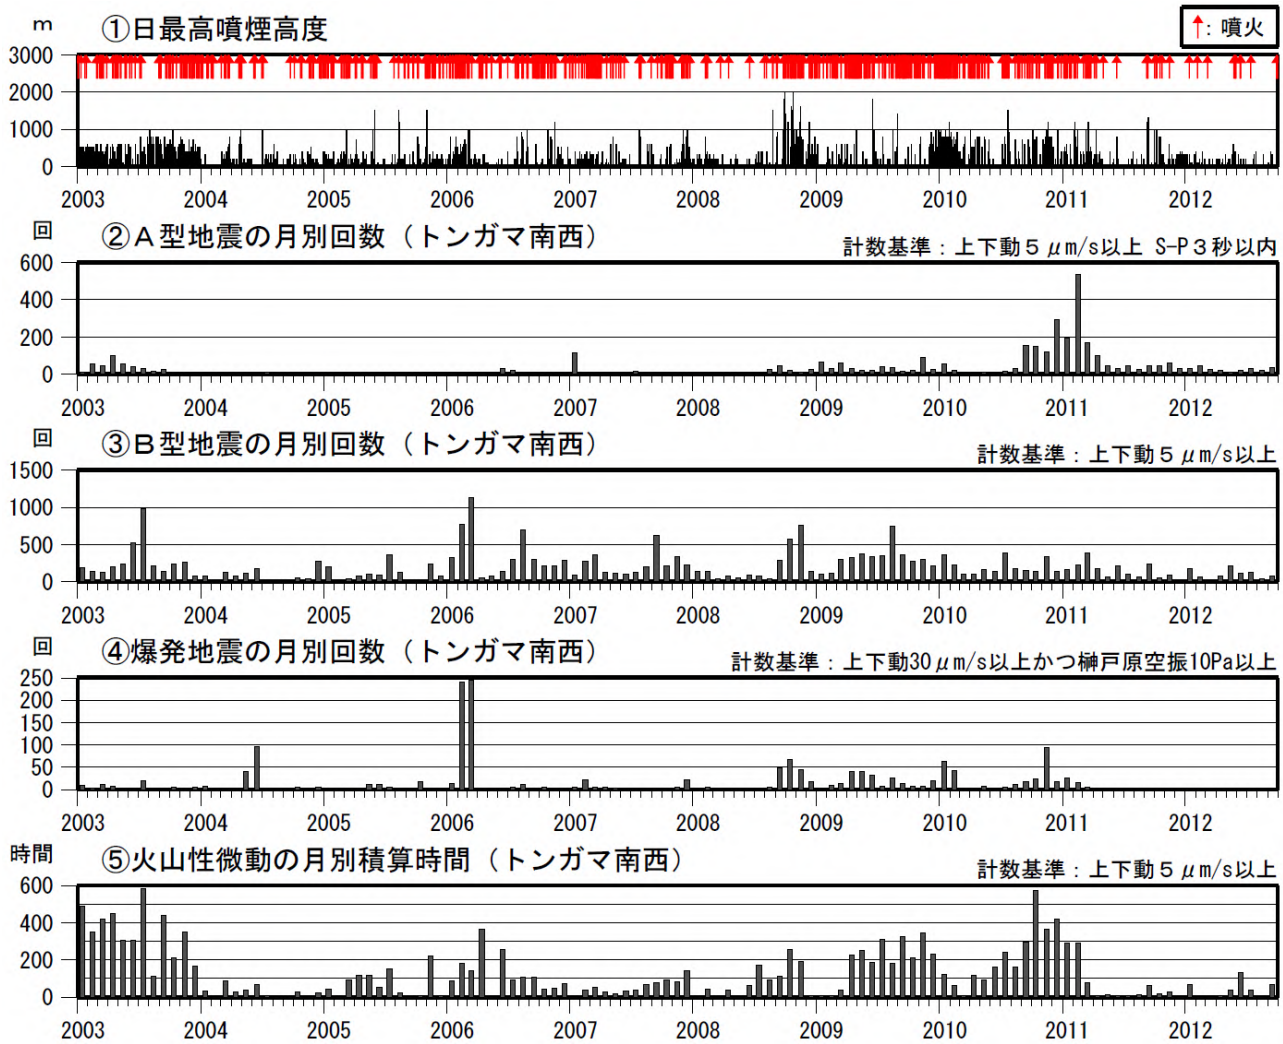 m ①日最高噴煙高度
↑: 噴火
3000
2000
1000
0
2003 2004 2005 2006 2007 2008 2009 2010 2011 2012
回 ②A型地震の月別回数（トンガマ南西）
計数基準：上下動5μm/s以上 S-P3秒以内
600
400
200
0
2003 2004 2005 2006 2007 2008 2009 2010 2011 2012
回 ③B型地震の月別回数（トンガマ南西）
計数基準：上下動5μm/s以上
1500
1000
500
0
2003 2004 2005 2006 2007 2008 2009 2010 2011 2012
回 ④爆発地震の月別回数（トンガマ南西）
計数基準：上下動30μm/s以上かつ榊戸原空振10Pa以上
250
200
150
100
50
0
2003 2004 2005 2006 2007 2008 2009 2010 2011 2012
時間 ⑤火山性微動の月別積算時間（トンガマ南西）
計数基準：上下動5μm/s以上
600
400
200
0
2003 2004 2005 2006 2007 2008 2009 2010 2011 2012